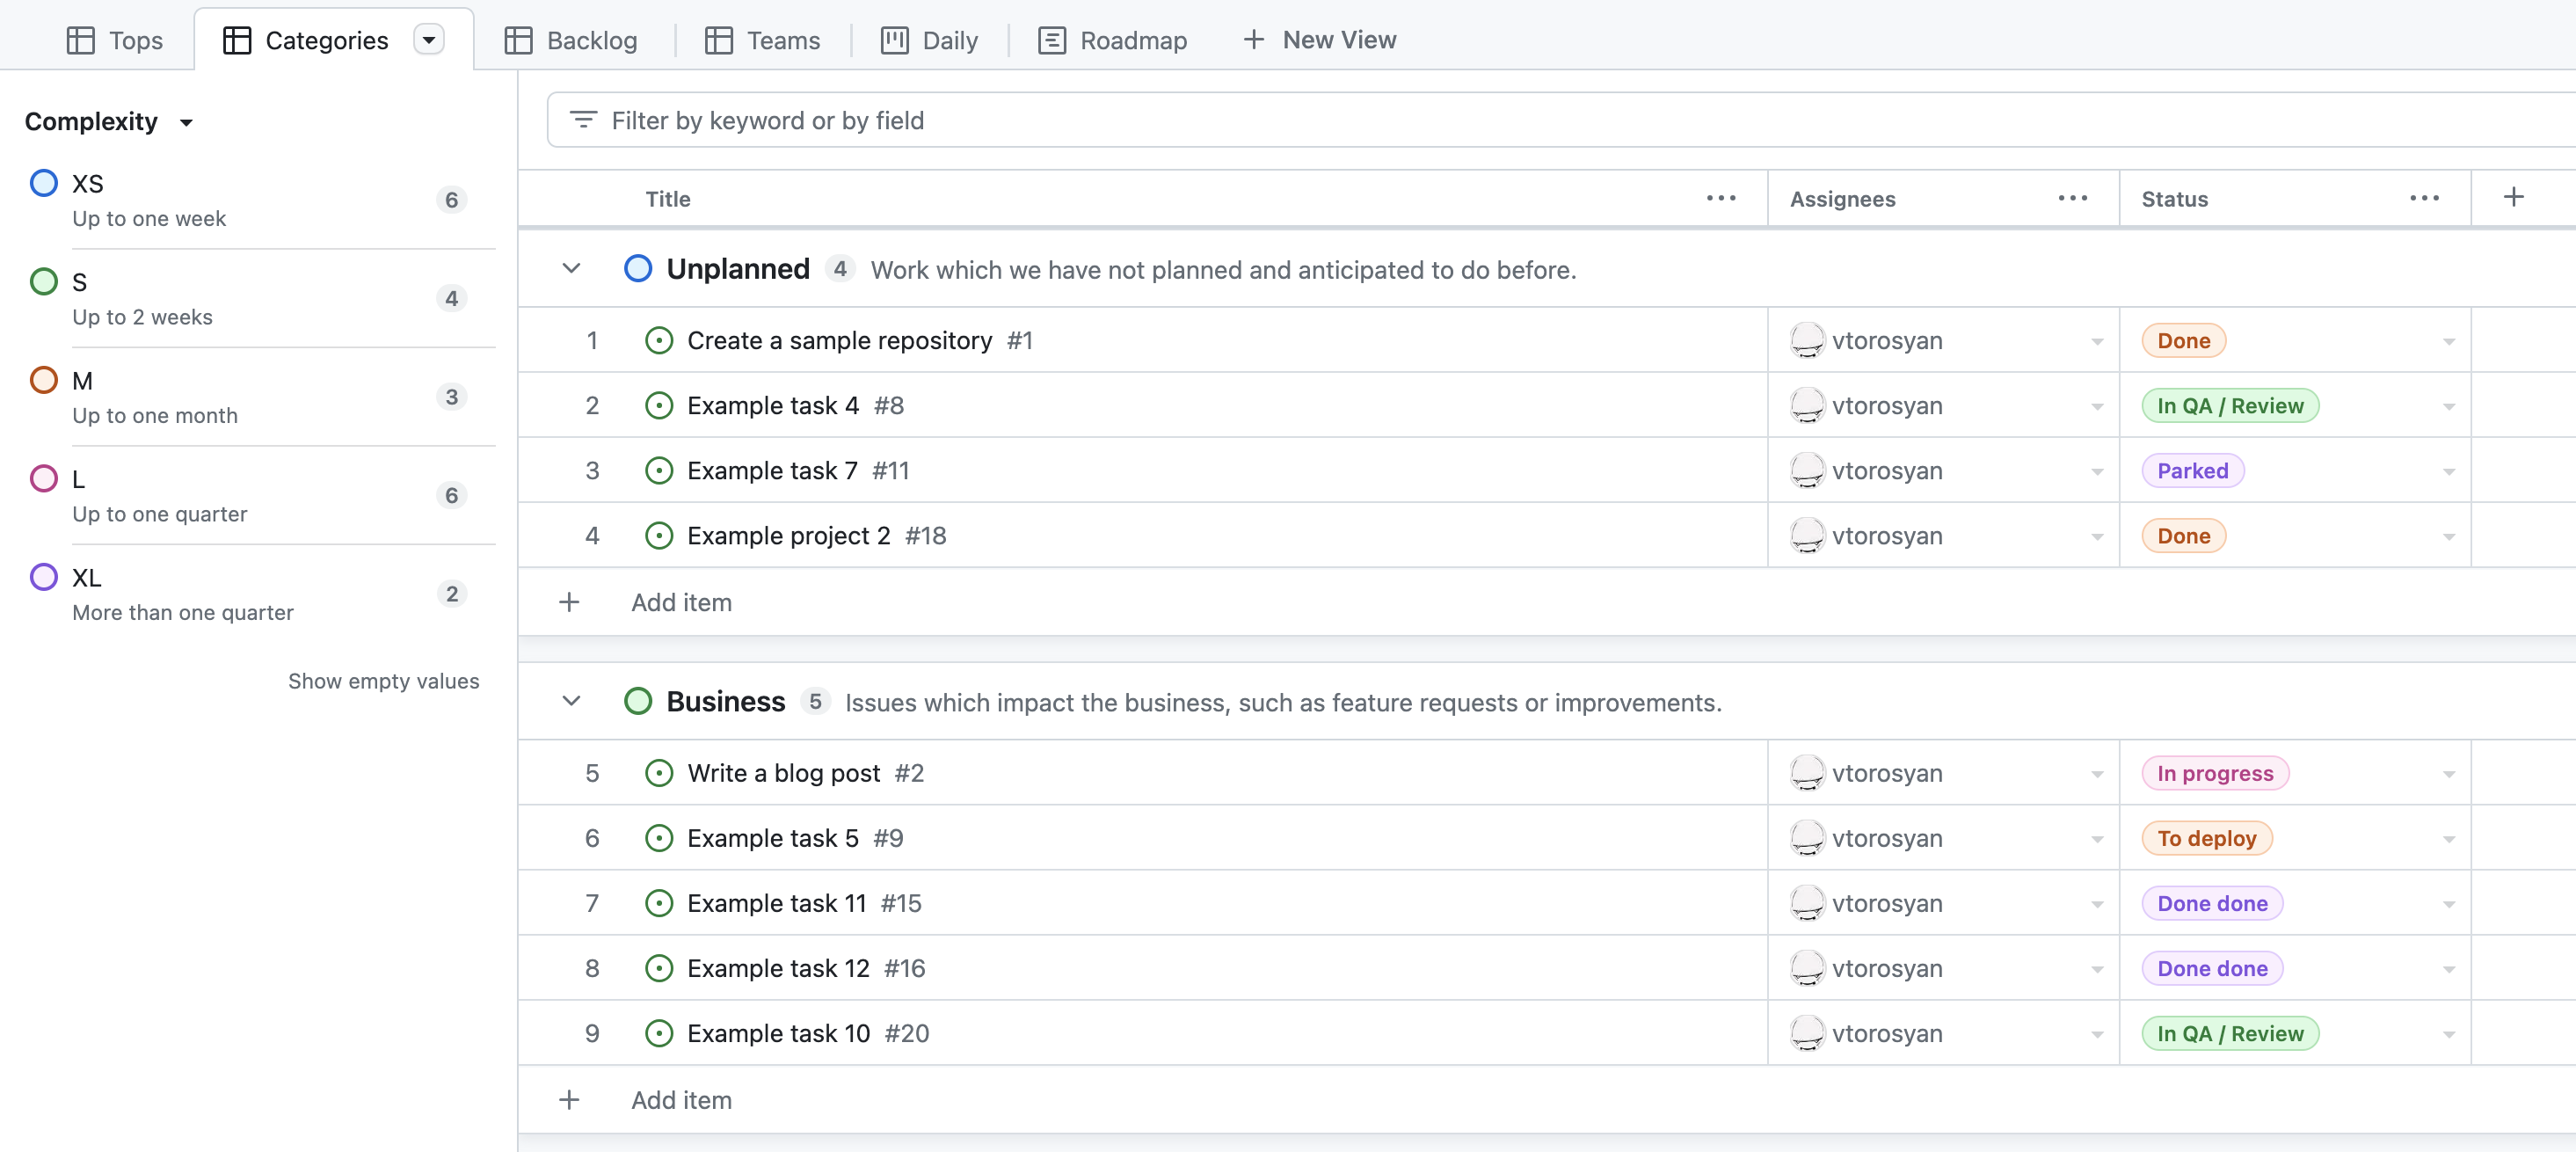 Tops Categories Backlog Teams Daily Roadmap New View
Complexity
XS
Up to one week
6
S
Up to 2 weeks
4
M
Up to one month
3
L
Up to one quarter
6
XL
More than one quarter
2
Show empty values
Filter by keyword or by field
Title Assignees Status
Unplanned 4 Work which we have not planned and anticipated to do before.
1 Create a sample repository #1 vtorosyan Done
2 Example task 4 #8 vtorosyan In QA / Review
3 Example task 7 #11 vtorosyan Parked
4 Example project 2 #18 vtorosyan Done
Add item
Business 5 Issues which impact the business, such as feature requests or improvements.
5 Write a blog post #2 vtorosyan In progress
6 Example task 5 #9 vtorosyan To deploy
7 Example task 11 #15 vtorosyan Done done
8 Example task 12 #16 vtorosyan Done done
9 Example task 10 #20 vtorosyan In QA / Review
Add item